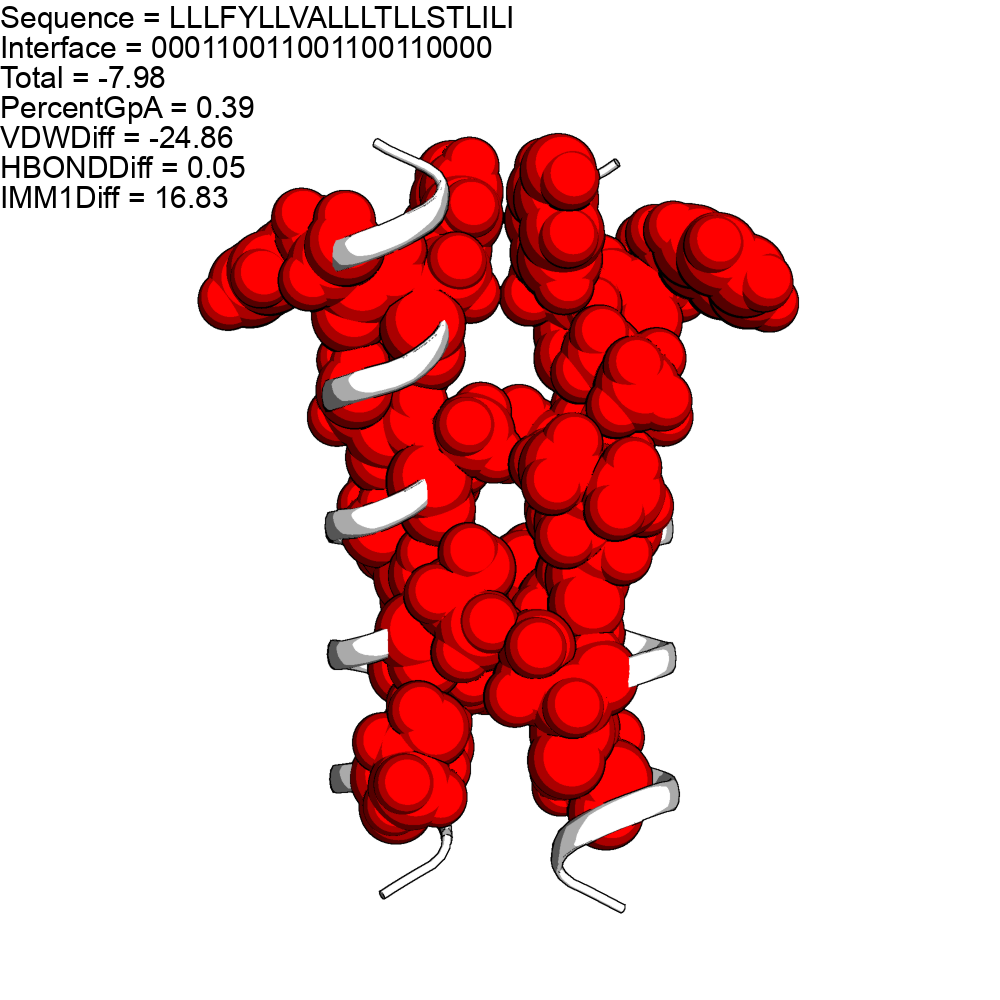 Sequence = LLLFYLLVALLLTLLSTLILI
Interface = 000110011001100110000
Total = -7.98
PercentGpA = 0.39
VDWDiff = -24.86
HBONDDiff = 0.05
IMM1Diff = 16.83